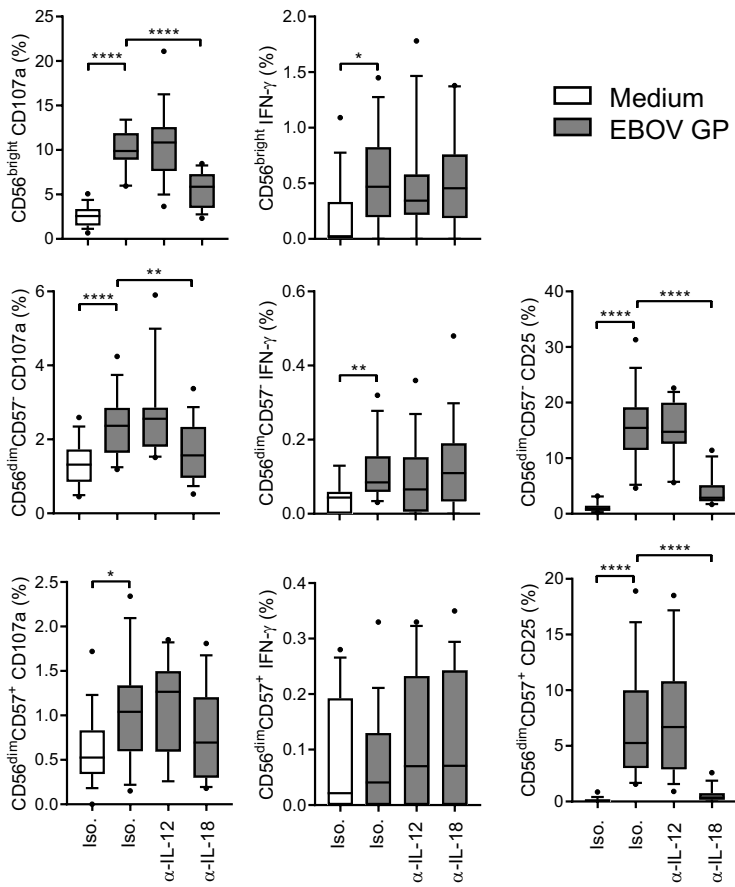 CD56bright CD107a (%)
25
20
15
10
5
0
****
****
CD56bright IFN-γ (%)
2.0
1.5
1.0
0.5
0.0
*
Medium
EBOV GP
CD56dimCD57- CD107a (%)
6
4
2
0
****
**
CD56dimCD57- IFN-γ (%)
0.6
0.4
0.2
0.0
**
CD56dimCD57- CD25 (%)
40
30
20
10
0
****
****
CD56dimCD57+ CD107a (%)
2.5
2.0
1.5
1.0
0.5
0.0
*
Iso.
Iso.
α-IL-12
α-IL-18
CD56dimCD57+ IFN-γ (%)
0.4
0.3
0.2
0.1
0.0
Iso.
Iso.
α-IL-12
α-IL-18
CD56dimCD57+ CD25 (%)
20
15
10
5
0
****
****
Iso.
Iso.
α-IL-12
α-IL-18